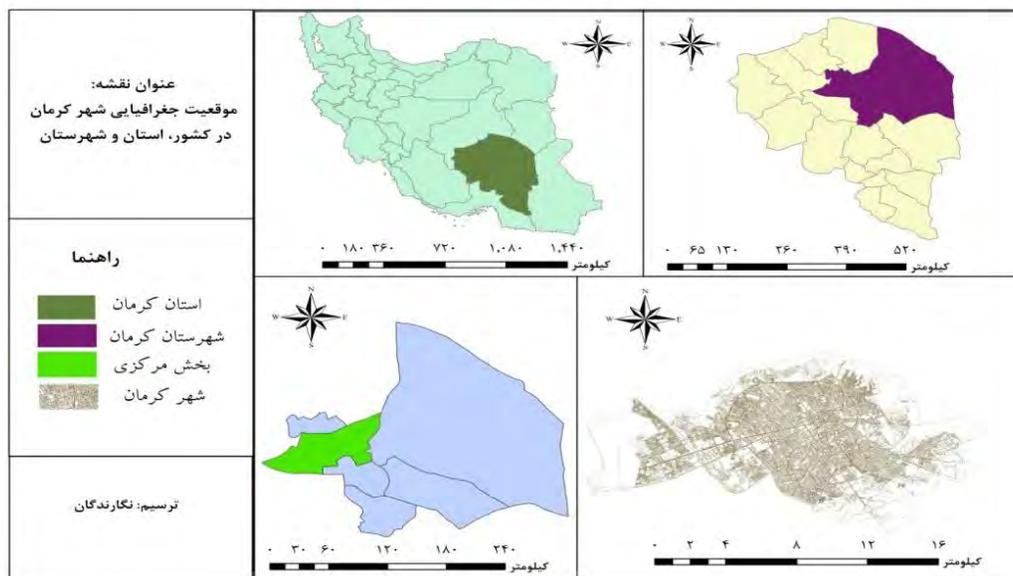 عنوان نقشه:
موقعیت جغرافیایی شهر کرمان
در کشور، استان و شهرستان
راهنما
استان کرمان
شهرستان کرمان
بخش مرکزی
شهر کرمان
ترسیم: نگارندگان
N
W E
S
۰ ۱۸۰ ۳۶۰ ۷۲۰ ۱,۰۸۰ ۱,۴۴۰
کیلومتر
N
W E
S
۰ ۶۵ ۱۳۰ ۲۶۰ ۳۹۰ ۵۲۰
کیلومتر
N
W E
S
۰ ۳۰ ۶۰ ۱۲۰ ۱۸۰ ۲۴۰
کیلومتر
N
W E
S
۰ ۲ ۴ ۸ ۱۲ ۱۶
کیلومتر